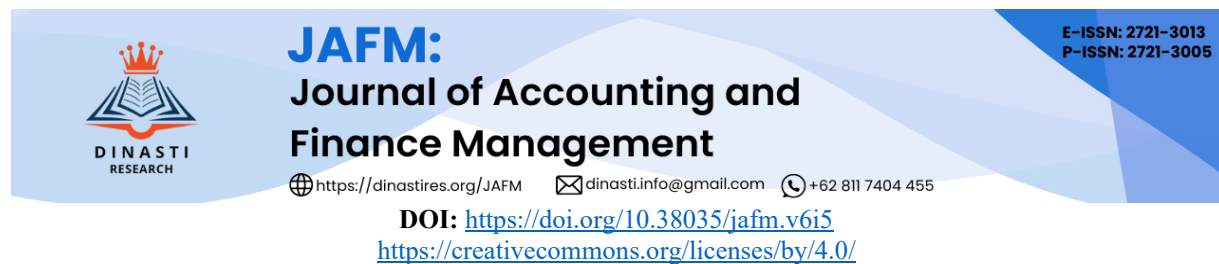 JAFM:
Journal of Accounting and
Finance Management
E-ISSN: 2721-3013
P-ISSN: 2721-3005
DINASTI
RESEARCH
https://dinastires.org/JAFM dinasti.info@gmail.com +62 811 7404 455
DOI: https://doi.org/10.38035/jafm.v6i5
https://creativecommons.org/licenses/by/4.0/